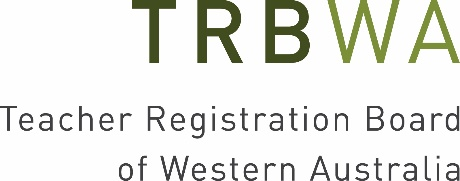 TRBWA
Teacher Registration Board
of Western Australia